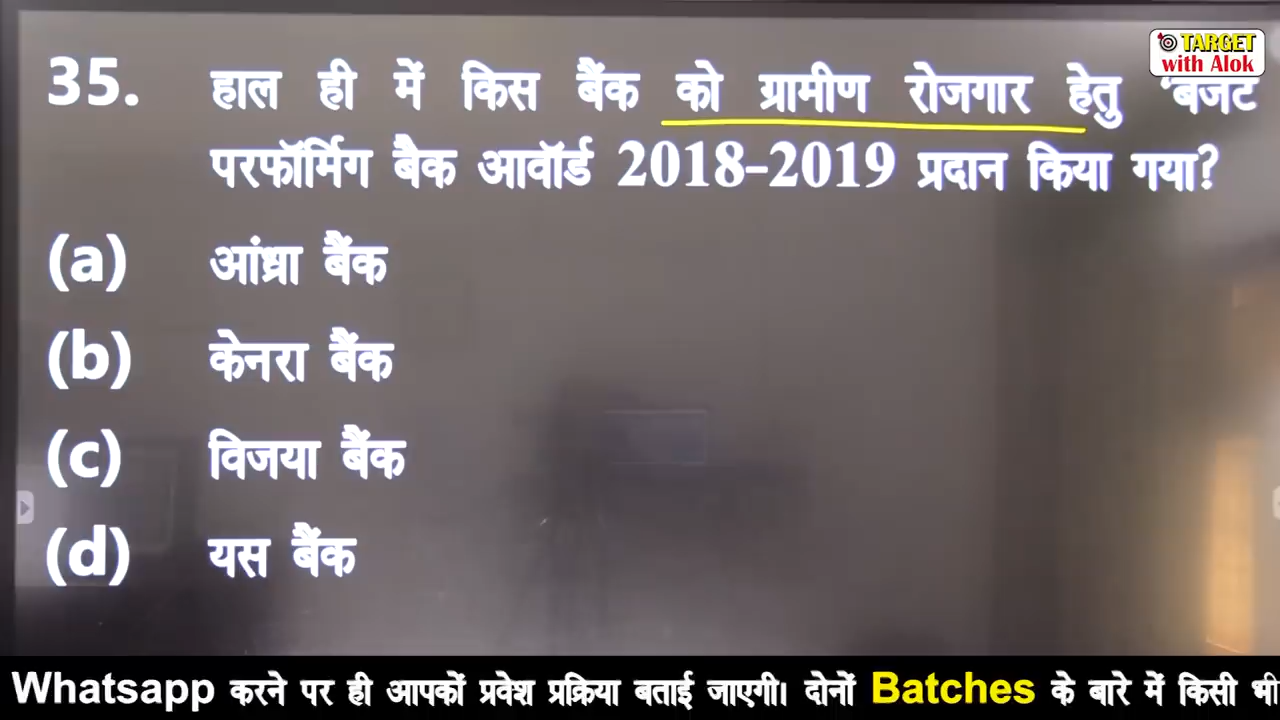 TARGET
with Alok
35. हाल ही में किस बैंक को ग्रामीण रोजगार हेतु 'बजट
परफॉर्मिग बैक आवॉर्ड 2018-2019 प्रदान किया गया?
(a) आंध्रा बैंक
(b) केनरा बैंक
(c) विजया बैंक
(d) यस बैंक
Whatsapp करने पर ही आपकों प्रवेश प्रक्रिया बताई जाएगी। दोनों Batches के बारे में किसी भी